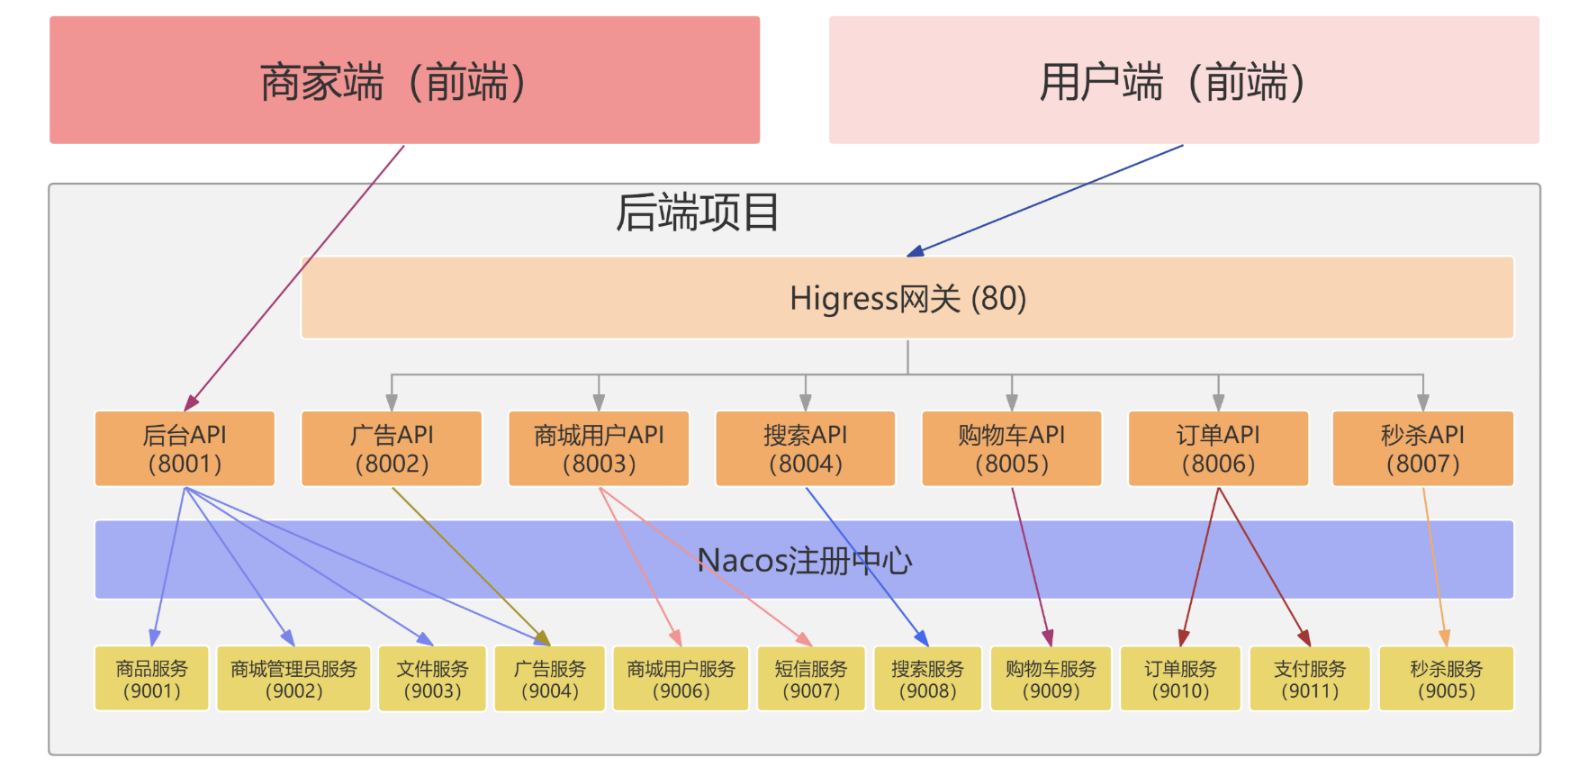 商家端（前端）
用户端（前端）
后端项目
Higress网关 (80)
后台API
（8001）
广告API
（8002）
商城用户API
（8003）
搜索API
（8004）
购物车API
（8005）
订单API
（8006）
秒杀API
（8007）
Nacos注册中心
商品服务
（9001）
商城管理员服务
（9002）
文件服务
（9003）
广告服务
（9004）
商城用户服务
（9006）
短信服务
（9007）
搜索服务
（9008）
购物车服务
（9009）
订单服务
（9010）
支付服务
（9011）
秒杀服务
（9005）